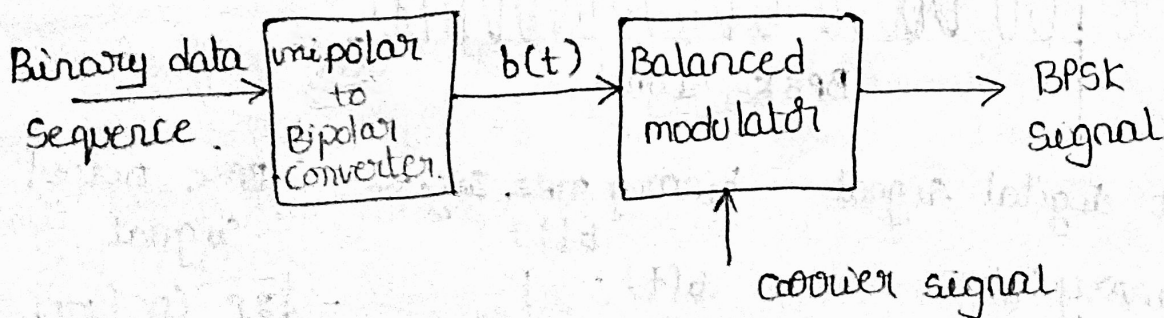 Binary data
Sequence.
unipolar
to
Bipolar
Converter.
b(t)
Balanced
modulator
BPSK
signal
carrier signal